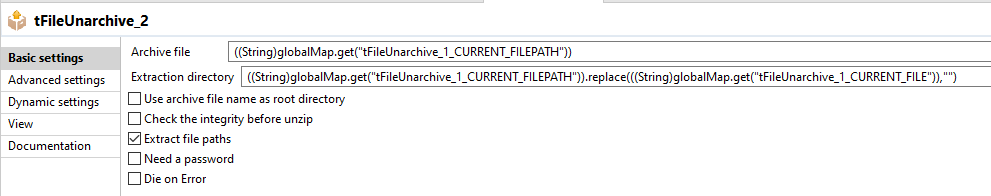 tFileUnarchive_2
Basic settings
Advanced settings
Dynamic settings
View
Documentation
Archive file ((String)globalMap.get("tFileUnarchive_1_CURRENT_FILEPATH"))
Extraction directory ((String)globalMap.get("tFileUnarchive_1_CURRENT_FILEPATH")).replace(((String)globalMap.get("tFileUnarchive_1_CURRENT_FILE")),"")
Use archive file name as root directory
Check the integrity before unzip
Extract file paths
Need a password
Die on Error